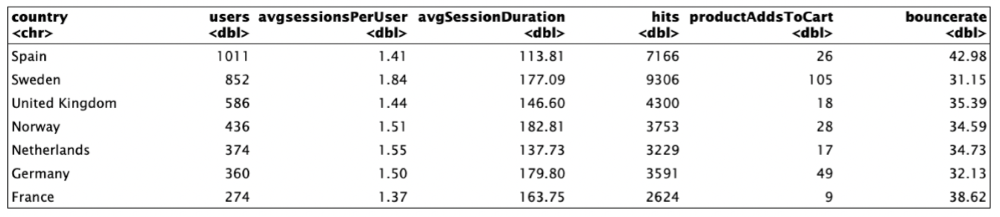 country users avgsessionsPerUser avgSessionDuration hits productAddsToCart bouncerate
<chr> <dbl> <dbl> <dbl> <dbl> <dbl> <dbl>
Spain 1011 1.41 113.81 7166 26 42.98
Sweden 852 1.84 177.09 9306 105 31.15
United Kingdom 586 1.44 146.60 4300 18 35.39
Norway 436 1.51 182.81 3753 28 34.59
Netherlands 374 1.55 137.73 3229 17 34.73
Germany 360 1.50 179.80 3591 49 32.13
France 274 1.37 163.75 2624 9 38.62